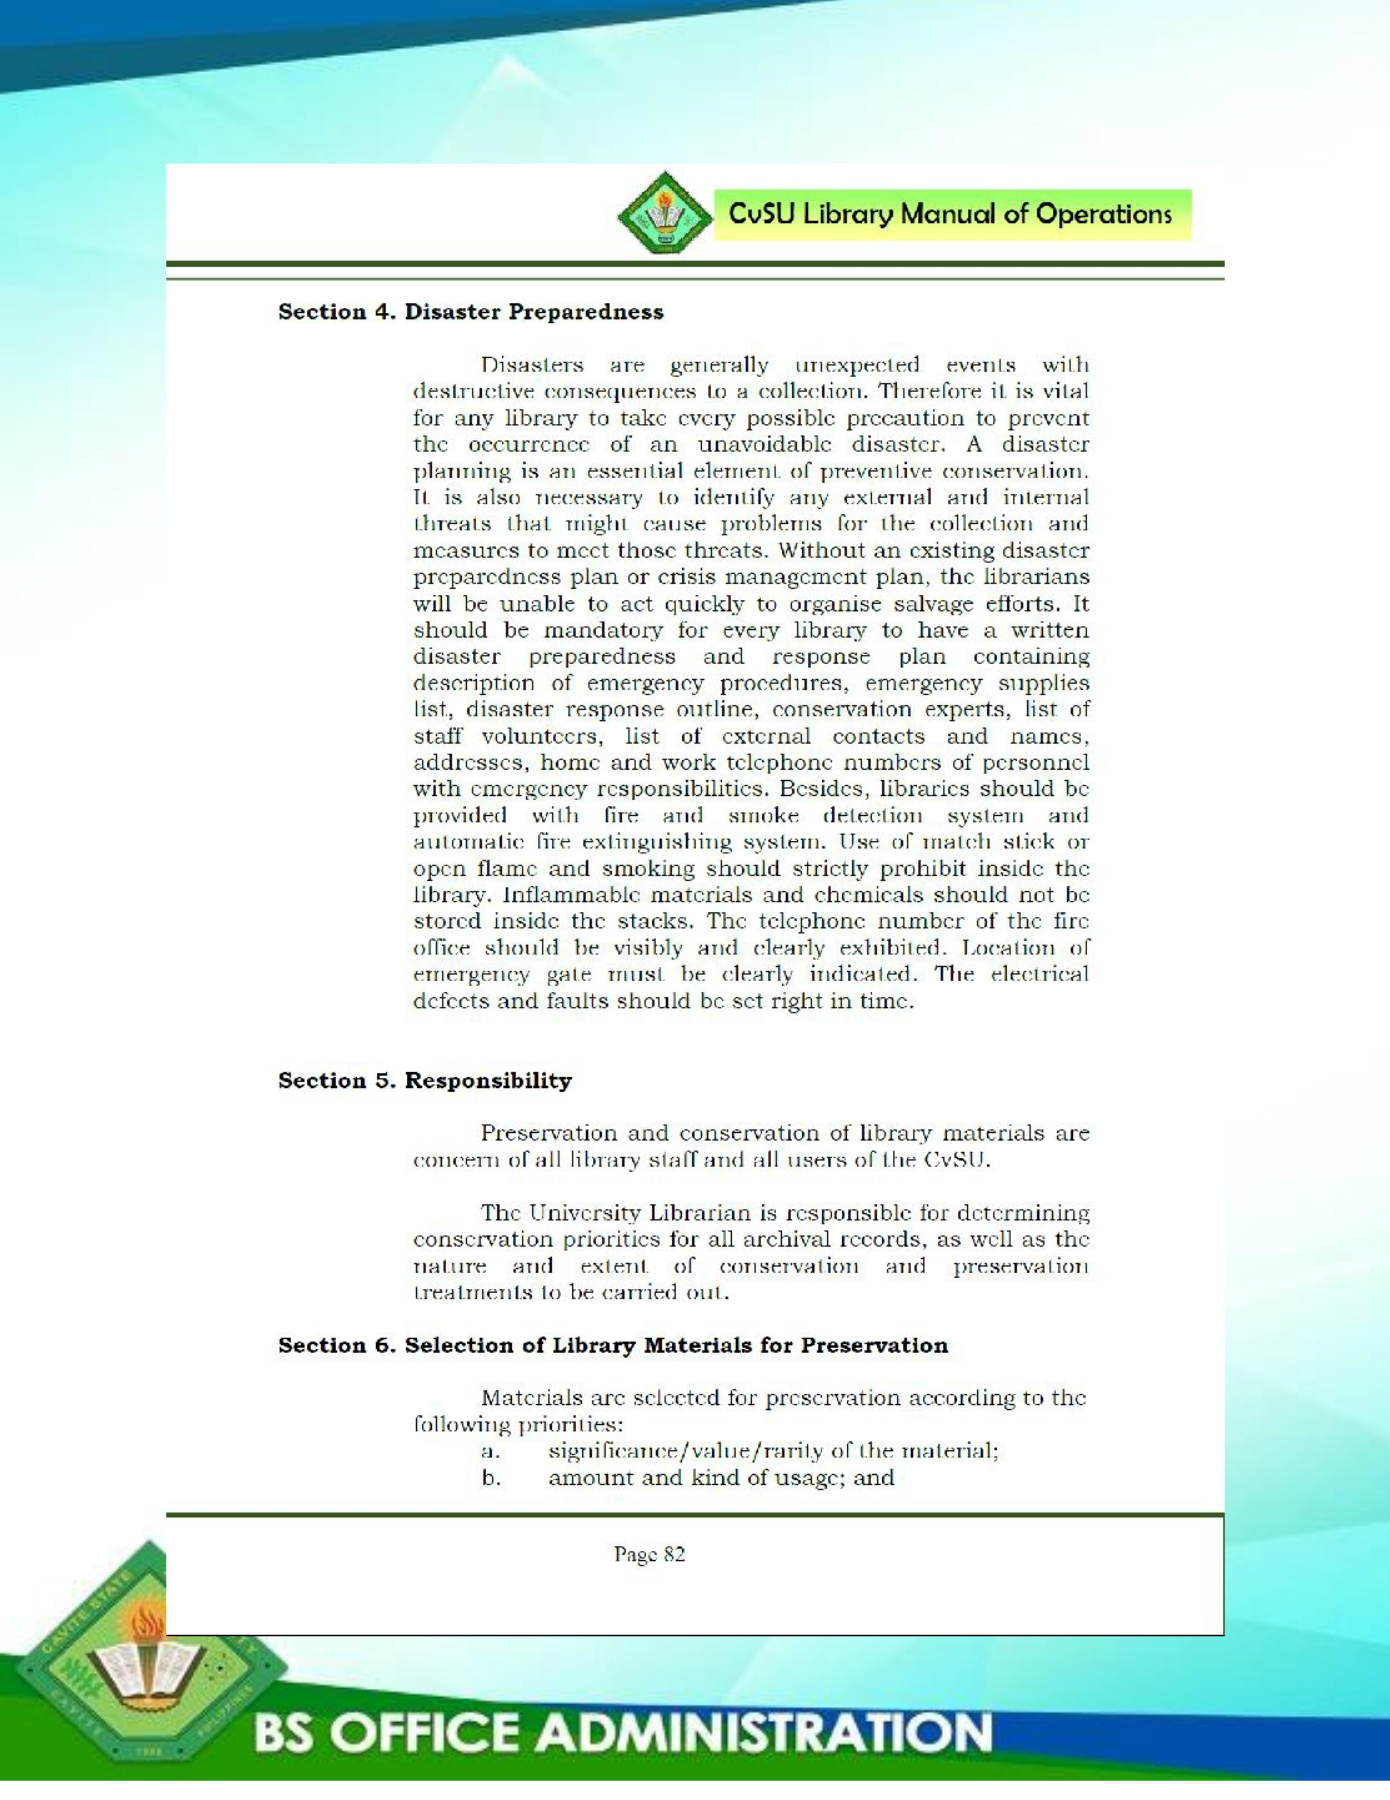 CvSU Library Manual of Operations
Section 4. Disaster Preparedness
Disasters are generally unexpected events with
destructive consequences to a collection. Therefore it is vital
for any library to take every possible precaution to prevent
the occurrence of an unavoidable disaster. A disaster
planning is an essential element of preventive conservation.
It is also necessary to identify any external and internal
threats that might cause problems for the collection and
measures to meet those threats. Without an existing disaster
preparedness plan or crisis management plan, the librarians
will be unable to act quickly to organise salvage efforts. It
should be mandatory for every library to have a written
disaster preparedness and response plan containing
description of emergency procedures, emergency supplies
list, disaster response outline, conservation experts, list of
staff volunteers, list of external contacts and names,
addresses, home and work telephone numbers of personnel
with emergency responsibilities. Besides, libraries should be
provided with fire and smoke detection system and
automatic fire extinguishing system. Use of match stick or
open flame and smoking should strictly prohibit inside the
library. Inflammable materials and chemicals should not be
stored inside the stacks. The telephone number of the fire
office should be visibly and clearly exhibited. Location of
emergency gate must be clearly indicated. The electrical
defects and faults should be set right in time.
Section 5. Responsibility
Preservation and conservation of library materials are
concern of all library staff and all users of the CvSU.
The University Librarian is responsible for determining
conservation priorities for all archival records, as well as the
nature and extent of conservation and preservation
treatments to be carried out.
Section 6. Selection of Library Materials for Preservation
Materials are selected for preservation according to the
following priorities:
a. significance/value/rarity of the material;
b. amount and kind of usage; and
Page 82
CAVITE STATE
CAVITE
PHILIPPINES
1906
BS OFFICE ADMINISTRATION